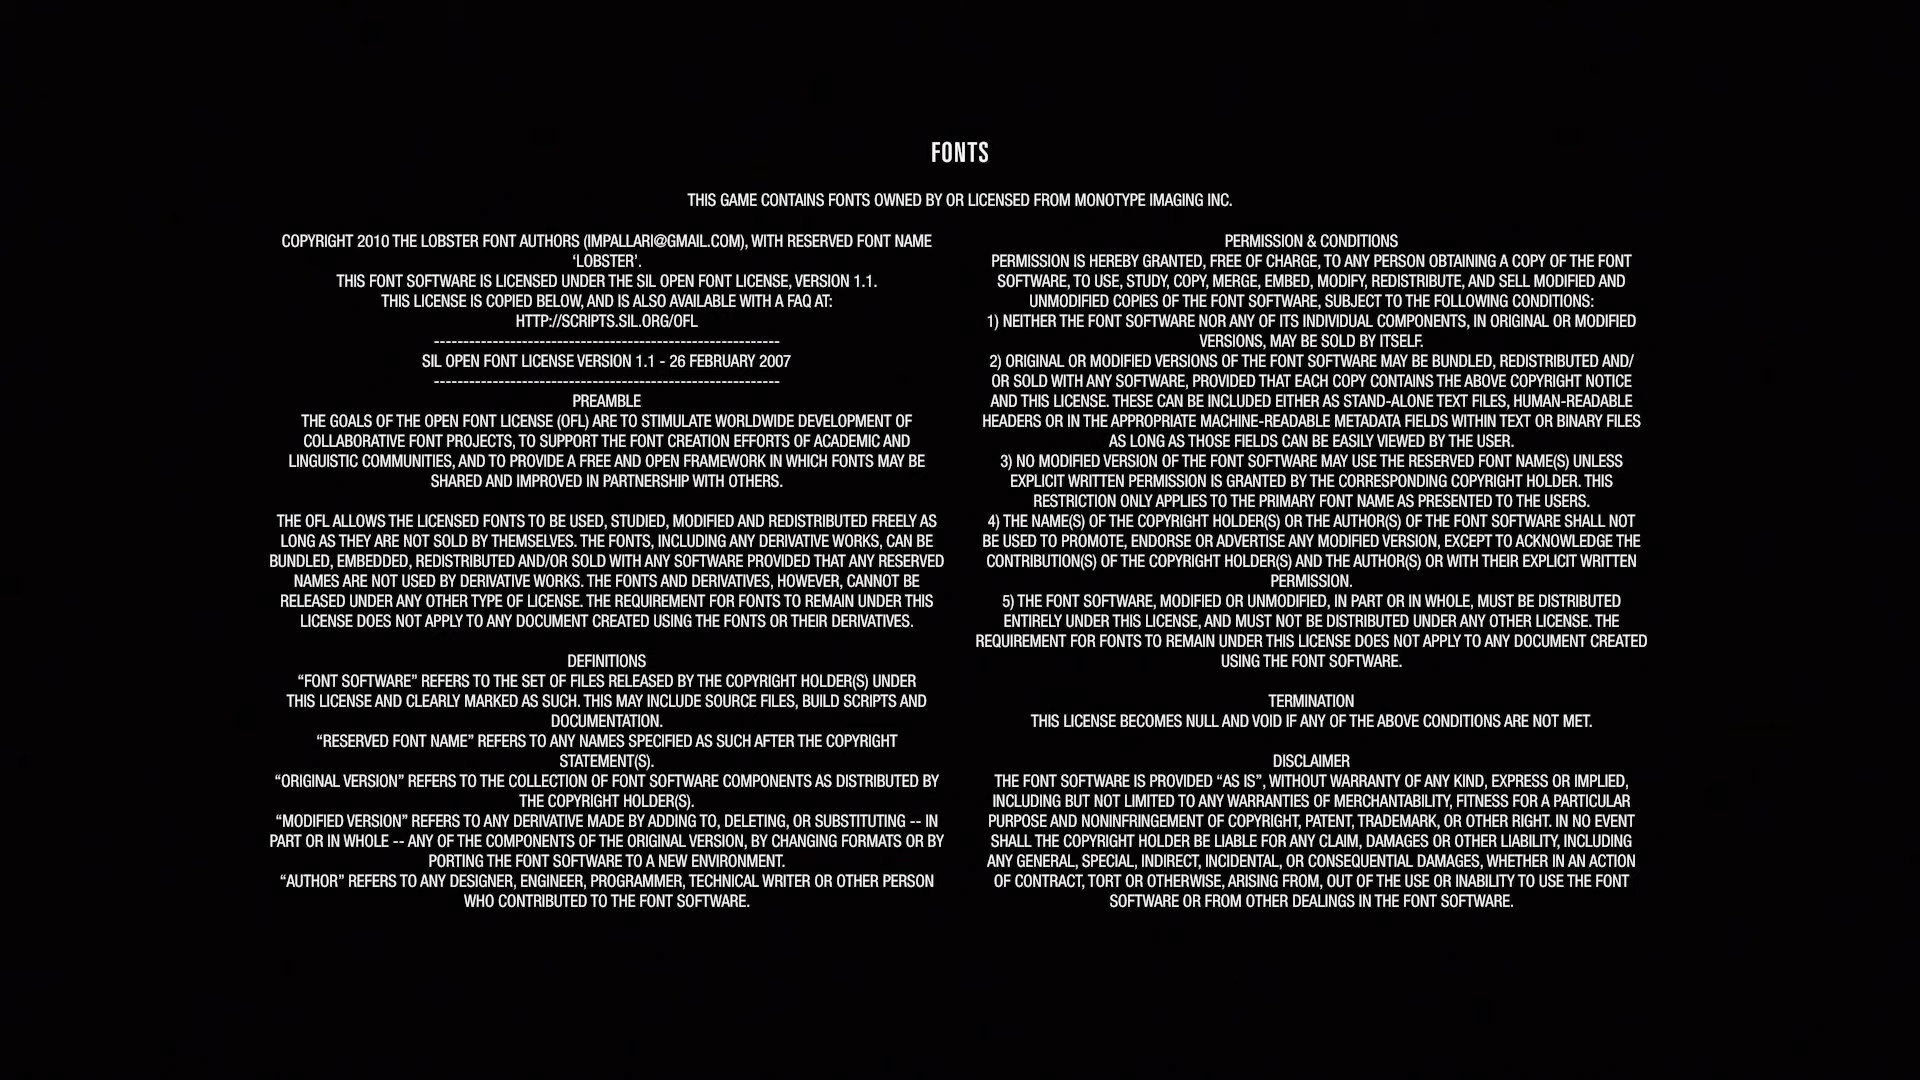 FONTS
THIS GAME CONTAINS FONTS OWNED BY OR LICENSED FROM MONOTYPE IMAGING INC.
COPYRIGHT 2010 THE LOBSTER FONT AUTHORS (IMPALLARI@GMAIL.COM), WITH RESERVED FONT NAME
‘LOBSTER’.
THIS FONT SOFTWARE IS LICENSED UNDER THE SIL OPEN FONT LICENSE, VERSION 1.1.
THIS LICENSE IS COPIED BELOW, AND IS ALSO AVAILABLE WITH A FAQ AT:
HTTP://SCRIPTS.SIL.ORG/OFL
-----------------------------------------------------------
SIL OPEN FONT LICENSE VERSION 1.1 - 26 FEBRUARY 2007
-----------------------------------------------------------
PREAMBLE
THE GOALS OF THE OPEN FONT LICENSE (OFL) ARE TO STIMULATE WORLDWIDE DEVELOPMENT OF
COLLABORATIVE FONT PROJECTS, TO SUPPORT THE FONT CREATION EFFORTS OF ACADEMIC AND
LINGUISTIC COMMUNITIES, AND TO PROVIDE A FREE AND OPEN FRAMEWORK IN WHICH FONTS MAY BE
SHARED AND IMPROVED IN PARTNERSHIP WITH OTHERS.
THE OFL ALLOWS THE LICENSED FONTS TO BE USED, STUDIED, MODIFIED AND REDISTRIBUTED FREELY AS
LONG AS THEY ARE NOT SOLD BY THEMSELVES. THE FONTS, INCLUDING ANY DERIVATIVE WORKS, CAN BE
BUNDLED, EMBEDDED, REDISTRIBUTED AND/OR SOLD WITH ANY SOFTWARE PROVIDED THAT ANY RESERVED
NAMES ARE NOT USED BY DERIVATIVE WORKS. THE FONTS AND DERIVATIVES, HOWEVER, CANNOT BE
RELEASED UNDER ANY OTHER TYPE OF LICENSE. THE REQUIREMENT FOR FONTS TO REMAIN UNDER THIS
LICENSE DOES NOT APPLY TO ANY DOCUMENT CREATED USING THE FONTS OR THEIR DERIVATIVES.
DEFINITIONS
“FONT SOFTWARE” REFERS TO THE SET OF FILES RELEASED BY THE COPYRIGHT HOLDER(S) UNDER
THIS LICENSE AND CLEARLY MARKED AS SUCH. THIS MAY INCLUDE SOURCE FILES, BUILD SCRIPTS AND
DOCUMENTATION.
“RESERVED FONT NAME” REFERS TO ANY NAMES SPECIFIED AS SUCH AFTER THE COPYRIGHT
STATEMENT(S).
“ORIGINAL VERSION” REFERS TO THE COLLECTION OF FONT SOFTWARE COMPONENTS AS DISTRIBUTED BY
THE COPYRIGHT HOLDER(S).
“MODIFIED VERSION” REFERS TO ANY DERIVATIVE MADE BY ADDING TO, DELETING, OR SUBSTITUTING -- IN
PART OR IN WHOLE -- ANY OF THE COMPONENTS OF THE ORIGINAL VERSION, BY CHANGING FORMATS OR BY
PORTING THE FONT SOFTWARE TO A NEW ENVIRONMENT.
“AUTHOR” REFERS TO ANY DESIGNER, ENGINEER, PROGRAMMER, TECHNICAL WRITER OR OTHER PERSON
WHO CONTRIBUTED TO THE FONT SOFTWARE.
PERMISSION & CONDITIONS
PERMISSION IS HEREBY GRANTED, FREE OF CHARGE, TO ANY PERSON OBTAINING A COPY OF THE FONT
SOFTWARE, TO USE, STUDY, COPY, MERGE, EMBED, MODIFY, REDISTRIBUTE, AND SELL MODIFIED AND
UNMODIFIED COPIES OF THE FONT SOFTWARE, SUBJECT TO THE FOLLOWING CONDITIONS:
1) NEITHER THE FONT SOFTWARE NOR ANY OF ITS INDIVIDUAL COMPONENTS, IN ORIGINAL OR MODIFIED
VERSIONS, MAY BE SOLD BY ITSELF.
2) ORIGINAL OR MODIFIED VERSIONS OF THE FONT SOFTWARE MAY BE BUNDLED, REDISTRIBUTED AND/
OR SOLD WITH ANY SOFTWARE, PROVIDED THAT EACH COPY CONTAINS THE ABOVE COPYRIGHT NOTICE
AND THIS LICENSE. THESE CAN BE INCLUDED EITHER AS STAND-ALONE TEXT FILES, HUMAN-READABLE
HEADERS OR IN THE APPROPRIATE MACHINE-READABLE METADATA FIELDS WITHIN TEXT OR BINARY FILES
AS LONG AS THOSE FIELDS CAN BE EASILY VIEWED BY THE USER.
3) NO MODIFIED VERSION OF THE FONT SOFTWARE MAY USE THE RESERVED FONT NAME(S) UNLESS
EXPLICIT WRITTEN PERMISSION IS GRANTED BY THE CORRESPONDING COPYRIGHT HOLDER. THIS
RESTRICTION ONLY APPLIES TO THE PRIMARY FONT NAME AS PRESENTED TO THE USERS.
4) THE NAME(S) OF THE COPYRIGHT HOLDER(S) OR THE AUTHOR(S) OF THE FONT SOFTWARE SHALL NOT
BE USED TO PROMOTE, ENDORSE OR ADVERTISE ANY MODIFIED VERSION, EXCEPT TO ACKNOWLEDGE THE
CONTRIBUTION(S) OF THE COPYRIGHT HOLDER(S) AND THE AUTHOR(S) OR WITH THEIR EXPLICIT WRITTEN
PERMISSION.
5) THE FONT SOFTWARE, MODIFIED OR UNMODIFIED, IN PART OR IN WHOLE, MUST BE DISTRIBUTED
ENTIRELY UNDER THIS LICENSE, AND MUST NOT BE DISTRIBUTED UNDER ANY OTHER LICENSE. THE
REQUIREMENT FOR FONTS TO REMAIN UNDER THIS LICENSE DOES NOT APPLY TO ANY DOCUMENT CREATED
USING THE FONT SOFTWARE.
TERMINATION
THIS LICENSE BECOMES NULL AND VOID IF ANY OF THE ABOVE CONDITIONS ARE NOT MET.
DISCLAIMER
THE FONT SOFTWARE IS PROVIDED “AS IS”, WITHOUT WARRANTY OF ANY KIND, EXPRESS OR IMPLIED,
INCLUDING BUT NOT LIMITED TO ANY WARRANTIES OF MERCHANTABILITY, FITNESS FOR A PARTICULAR
PURPOSE AND NONINFRINGEMENT OF COPYRIGHT, PATENT, TRADEMARK, OR OTHER RIGHT. IN NO EVENT
SHALL THE COPYRIGHT HOLDER BE LIABLE FOR ANY CLAIM, DAMAGES OR OTHER LIABILITY, INCLUDING
ANY GENERAL, SPECIAL, INDIRECT, INCIDENTAL, OR CONSEQUENTIAL DAMAGES, WHETHER IN AN ACTION
OF CONTRACT, TORT OR OTHERWISE, ARISING FROM, OUT OF THE USE OR INABILITY TO USE THE FONT
SOFTWARE OR FROM OTHER DEALINGS IN THE FONT SOFTWARE.